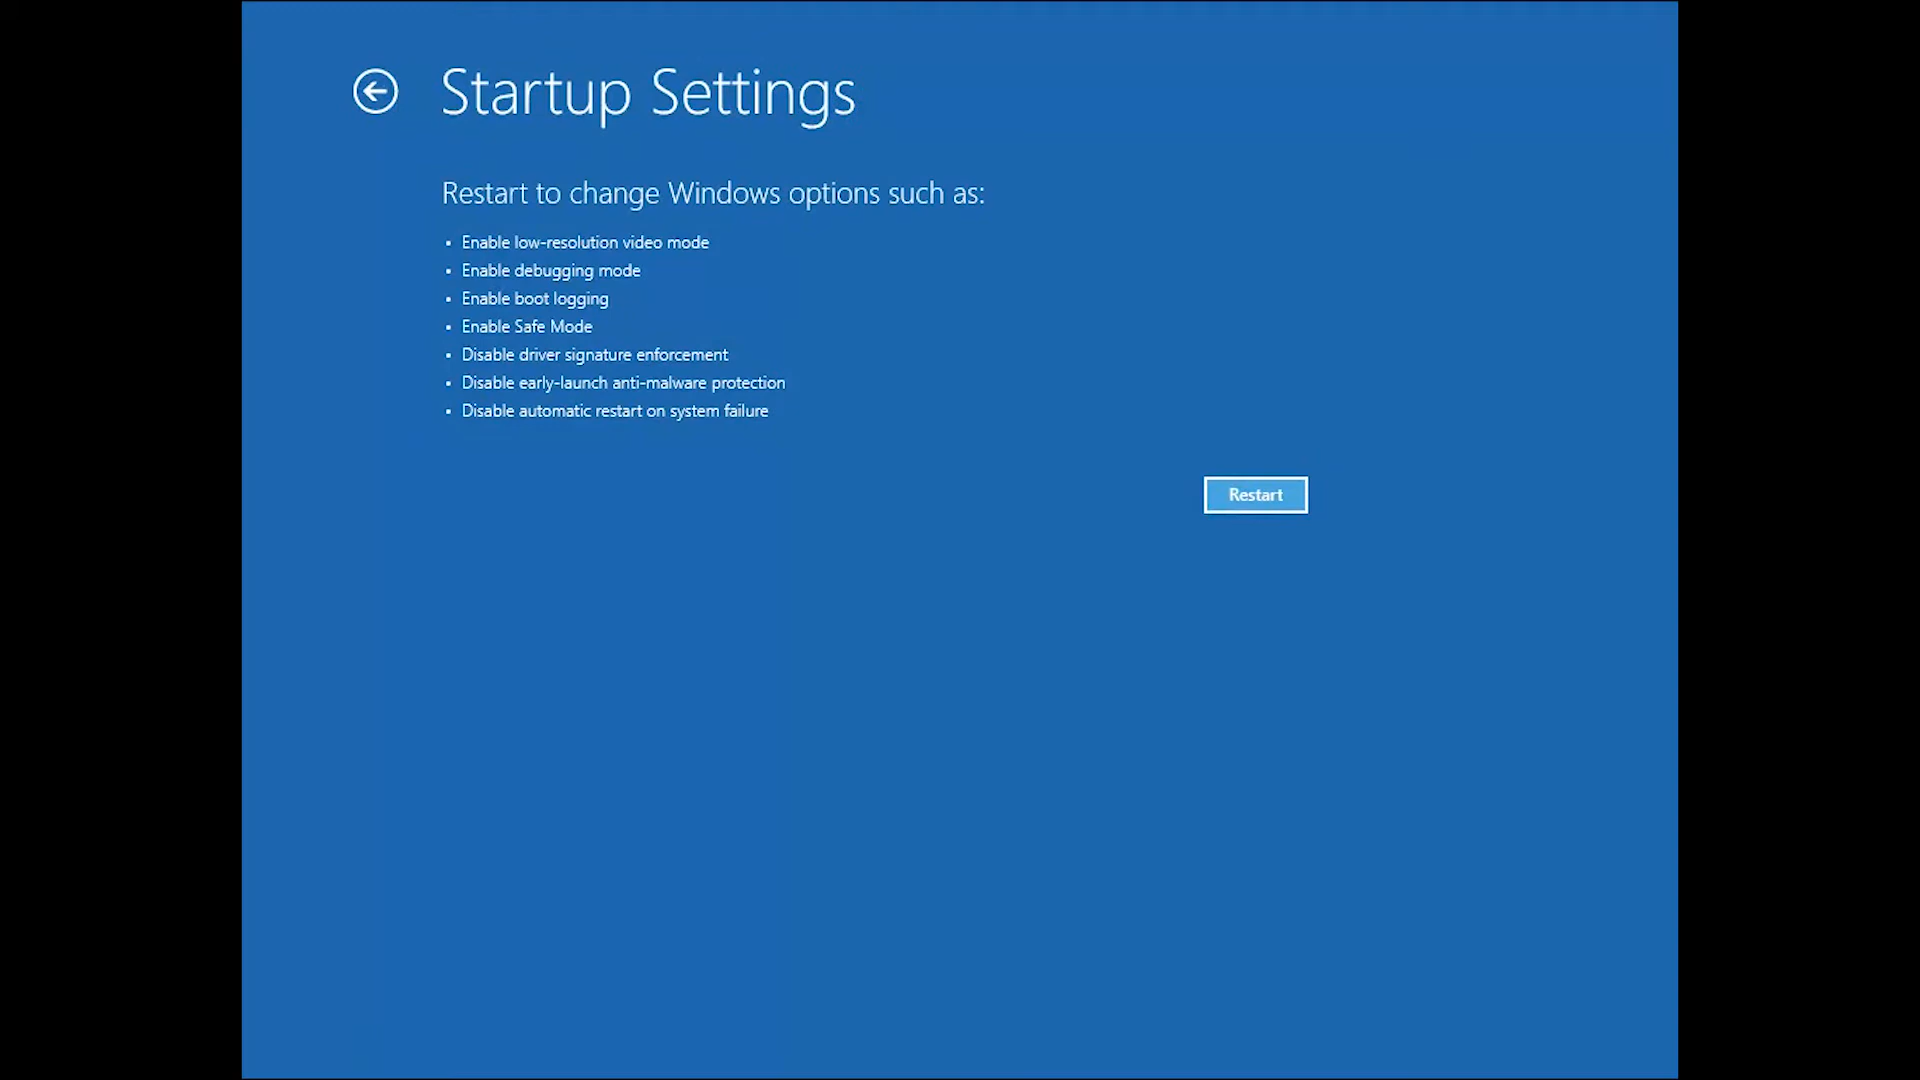 Startup Settings
Restart to change Windows options such as:
Enable low-resolution video mode
Enable debugging mode
Enable boot logging
Enable Safe Mode
Disable driver signature enforcement
Disable early-launch anti-malware protection
Disable automatic restart on system failure
Restart